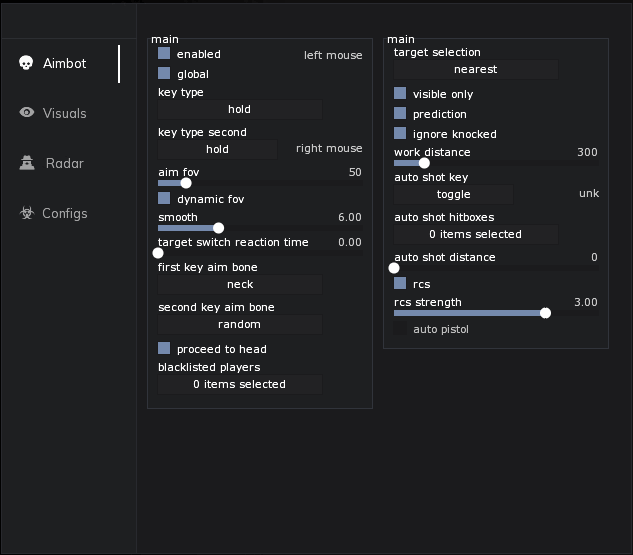 Aimbot
Visuals
Radar
Configs
main
enabled
left mouse
global
key type
hold
key type second
hold
right mouse
aim fov
50
dynamic fov
smooth
6.00
target switch reaction time
0.00
first key aim bone
neck
second key aim bone
random
proceed to head
blacklisted players
0 items selected
main
target selection
nearest
visible only
prediction
ignore knocked
work distance
300
auto shot key
toggle
unk
auto shot hitboxes
0 items selected
auto shot distance
0
rcs
rcs strength
3.00
auto pistol